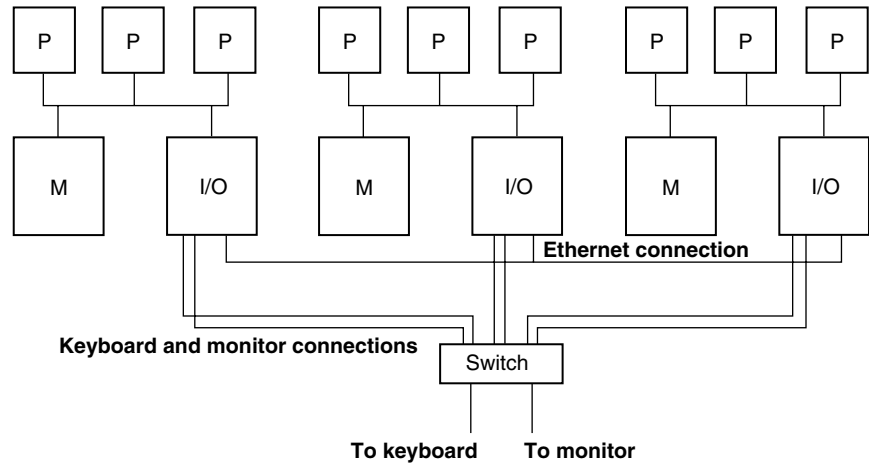 P P P P P P P P P
M I/O M I/O M I/O
Ethernet connection
Keyboard and monitor connections
Switch
To keyboard To monitor